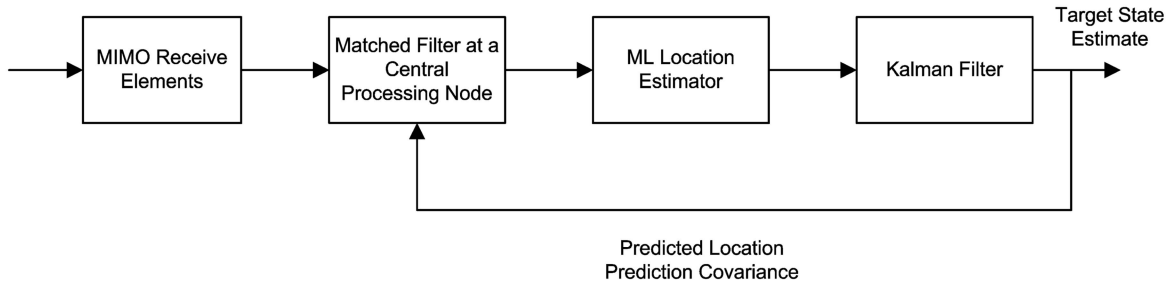 MIMO Receive
Elements
Matched Filter at a
Central
Processing Node
ML Location
Estimator
Kalman Filter
Target State
Estimate
Predicted Location
Prediction Covariance